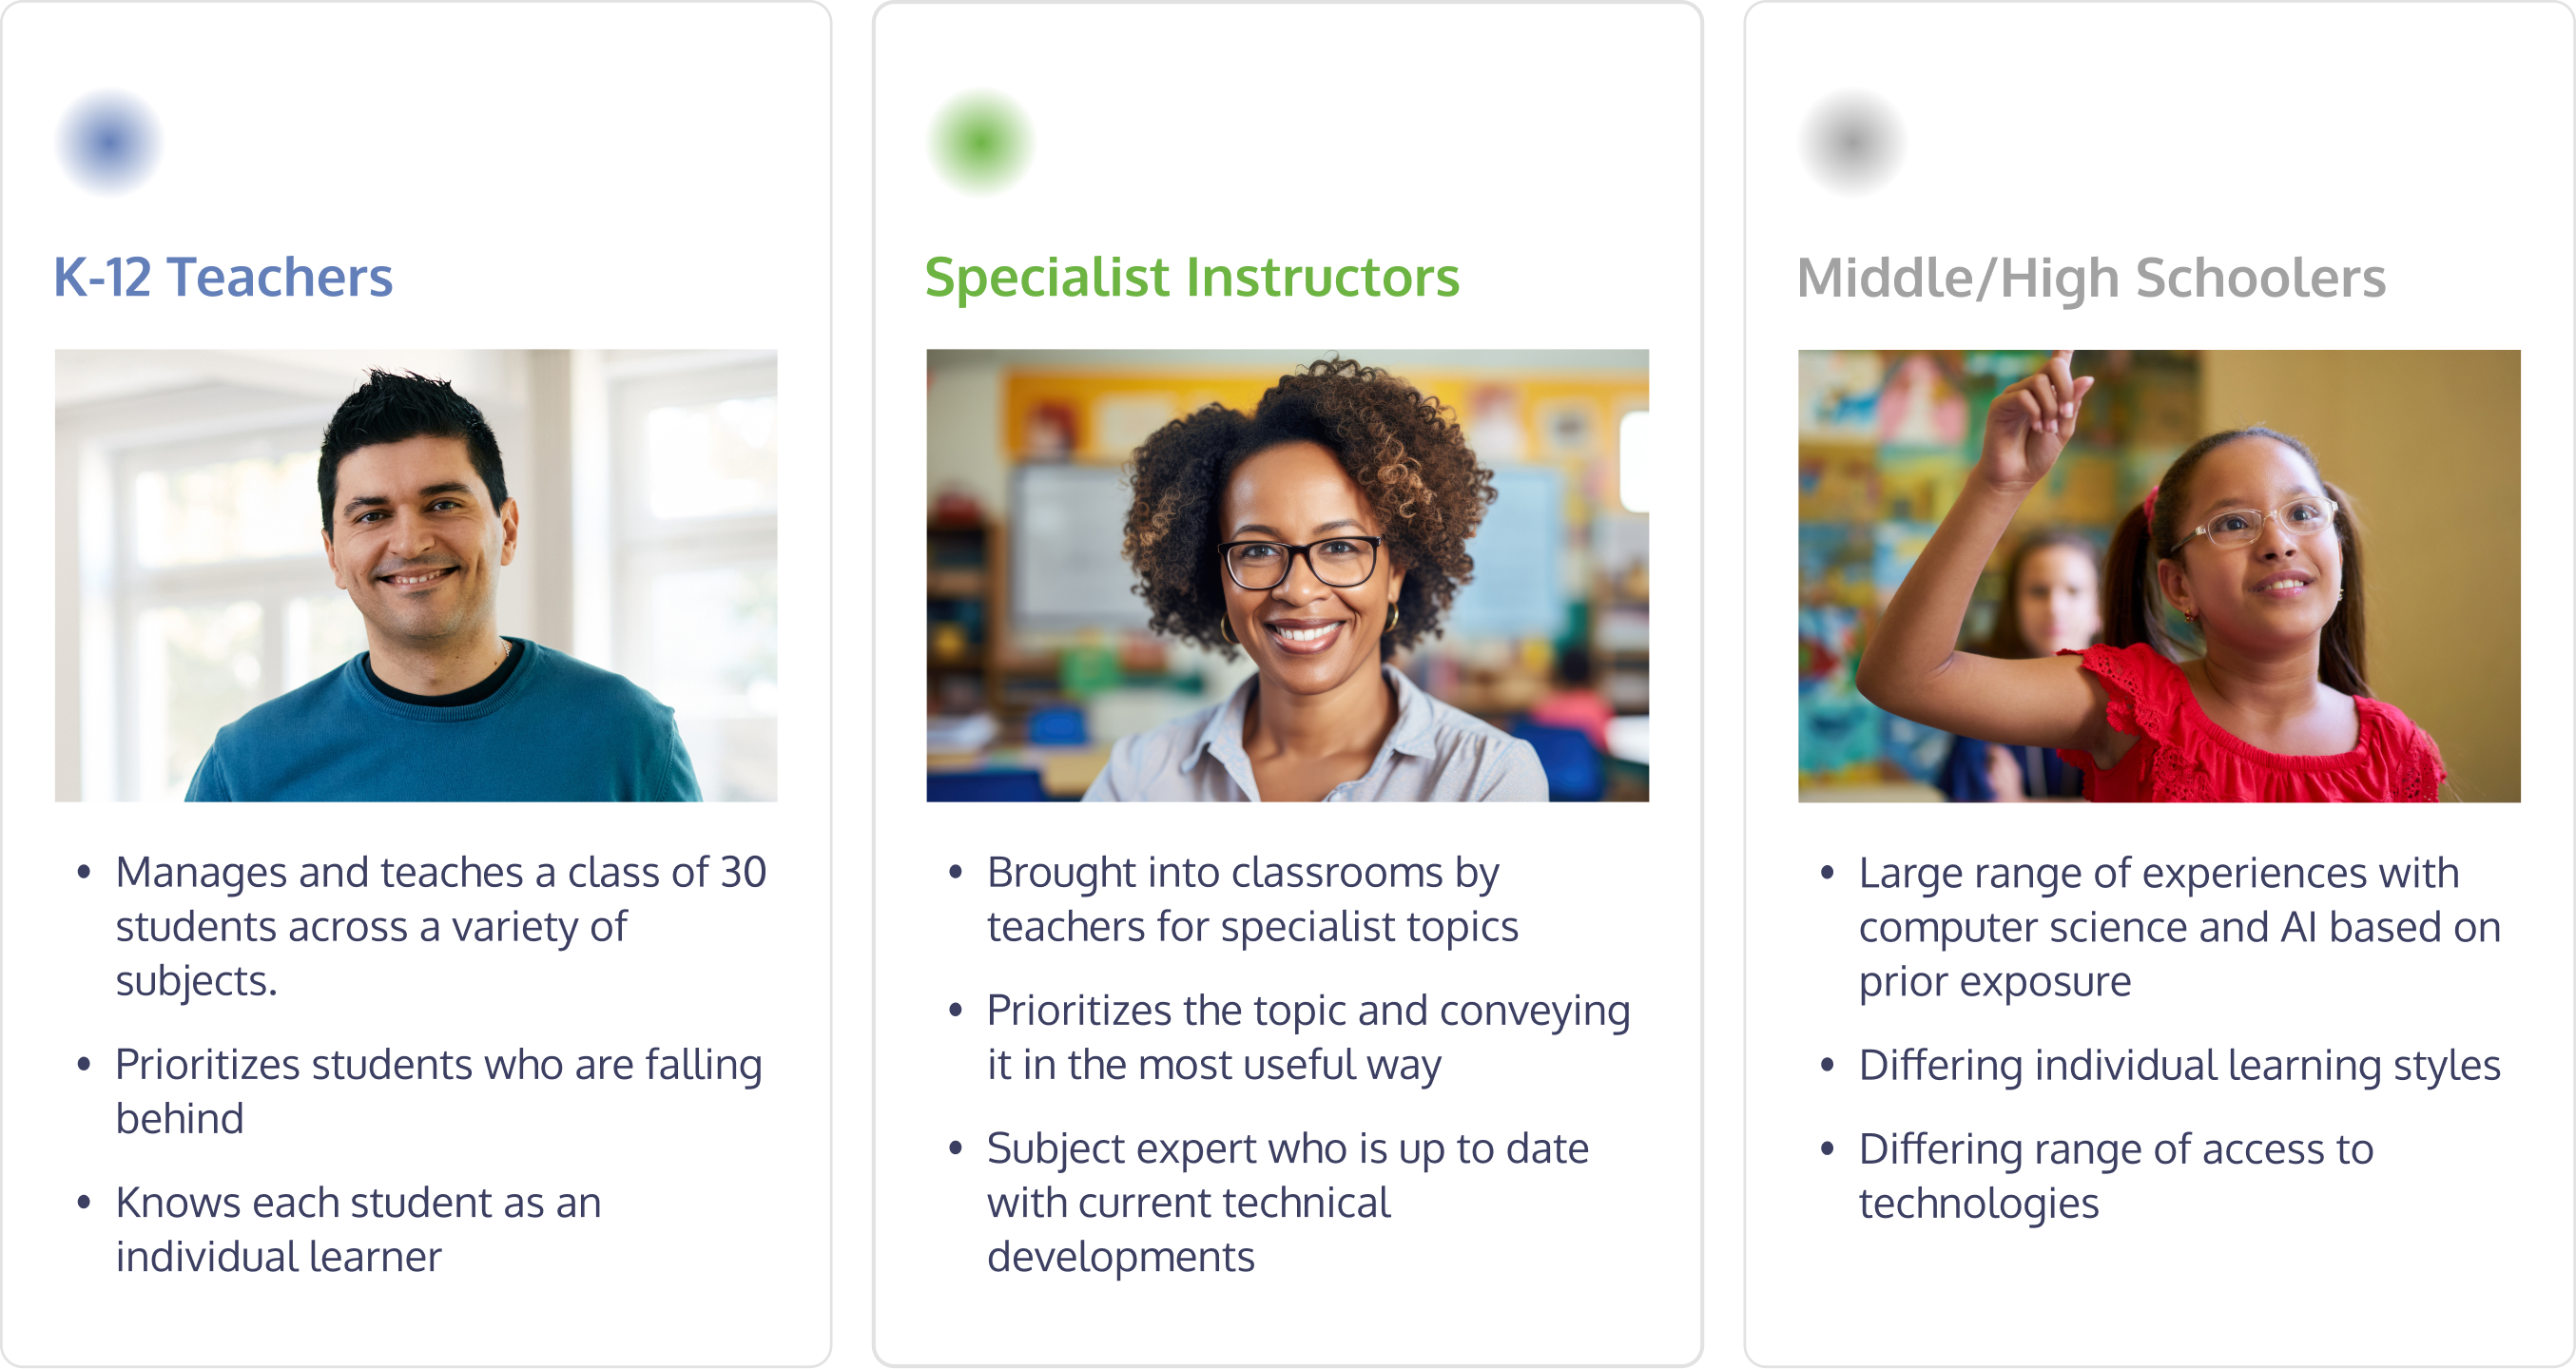 K-12 Teachers
• Manages and teaches a class of 30
students across a variety of
subjects.
• Prioritizes students who are falling
behind
• Knows each student as an
individual learner
Specialist Instructors
• Brought into classrooms by
teachers for specialist topics
• Prioritizes the topic and conveying
it in the most useful way
• Subject expert who is up to date
with current technical
developments
Middle/High Schoolers
• Large range of experiences with
computer science and AI based on
prior exposure
• Differing individual learning styles
• Differing range of access to
technologies